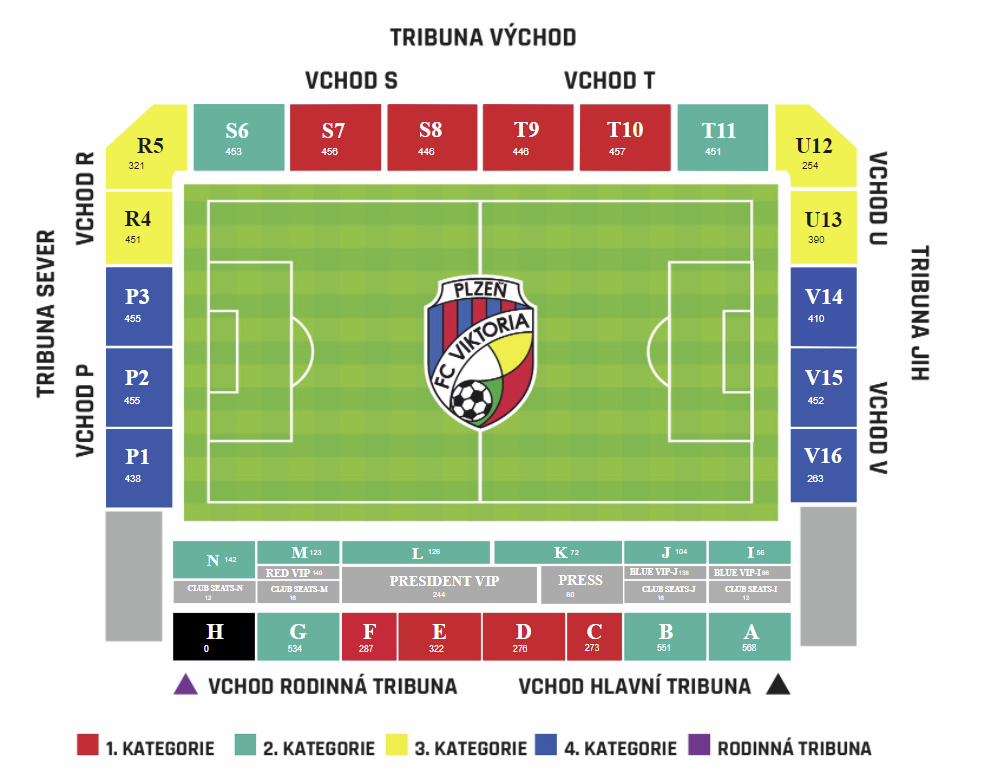 TRIBUNA VÝCHOD
VCHOD S
VCHOD T
S6
453
S7
456
S8
446
T9
446
T10
457
T11
451
R5
321
U12
254
VCHOD R
VCHOD U
R4
451
U13
390
TRIBUNA SEVER
TRIBUNA JIH
P3
455
V14
410
PLZEŇ
FC VIKTORIA
P2
455
V15
452
VCHOD P
VCHOD V
P1
438
V16
263
N 142
M 123
L 126
K 72
J 104
I 56
RED VIP 140
PRESIDENT VIP
244
PRESS
60
BLUE VIP-J 138
BLUE VIP-I 66
CLUB SEATS-N
12
CLUB SEATS-M
16
CLUB SEATS-J
16
CLUB SEATS-I
12
H
0
G
534
F
287
E
322
D
276
C
273
B
551
A
568
VCHOD RODINNÁ TRIBUNA
VCHOD HLAVNÍ TRIBUNA
1. KATEGORIE
2. KATEGORIE
3. KATEGORIE
4. KATEGORIE
RODINNÁ TRIBUNA